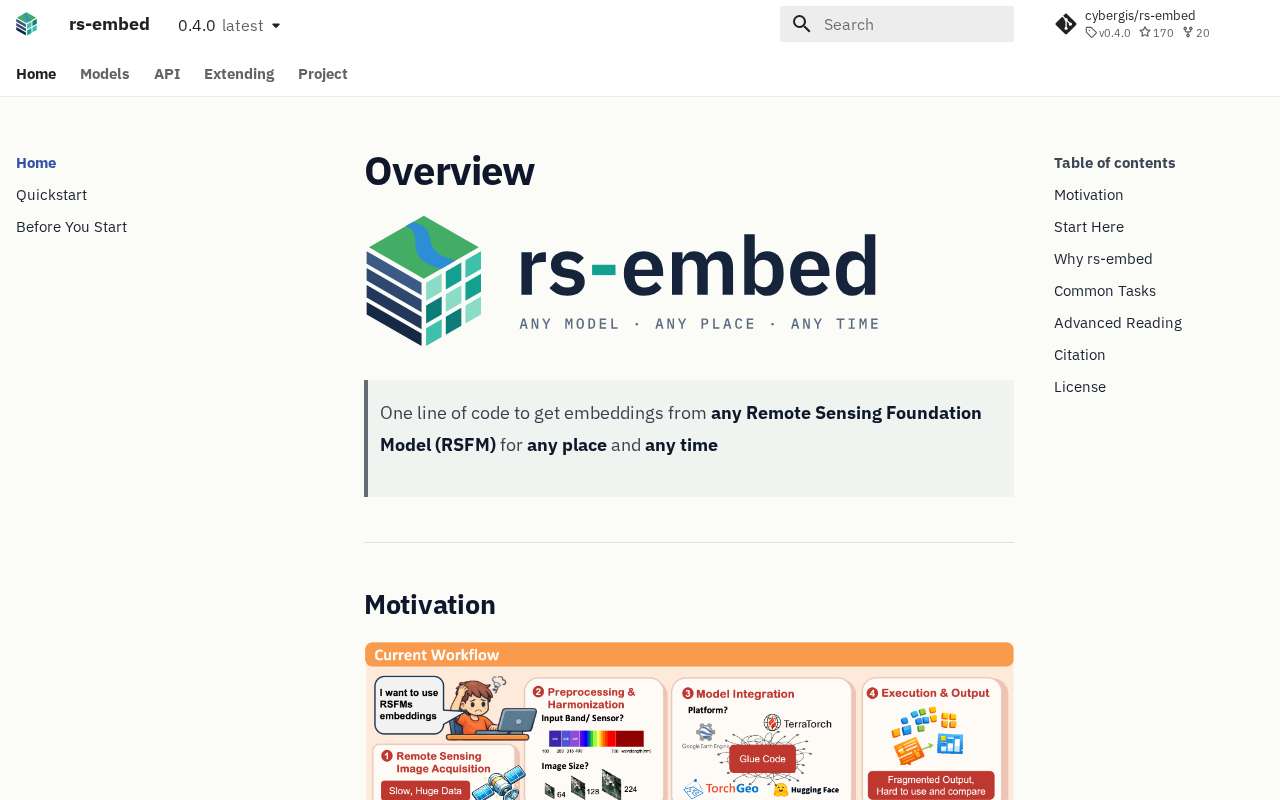 rs-embed
0.4.0 latest
Search
cybergis/rs-embed
v0.4.0 170 20
Home Models API Extending Project
Home
Quickstart
Before You Start
Overview
rs-embed
ANY MODEL · ANY PLACE · ANY TIME
One line of code to get embeddings from any Remote Sensing Foundation
Model (RSFM) for any place and any time
Motivation
Current Workflow
I want to use
RSFMs
embeddings
1 Remote Sensing
Image Acquisition
Slow, Huge Data
2 Preprocessing &
Harmonization
Input Band/ Sensor?
Image Size?
64 128 224
3 Model Integration
Platform?
TerraTorch
Google Earth Engine
Glue Code
TorchGeo
Hugging Face
4 Execution & Output
Fragmented Output,
Hard to use and compare
Table of contents
Motivation
Start Here
Why rs-embed
Common Tasks
Advanced Reading
Citation
License